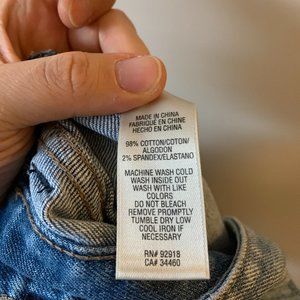 MADE IN CHINA
FABRIQUE EN CHINE
HECHO EN CHINA
98% COTTON/COTON/
ALGODON
2% SPANDEX/ELASTANO
MACHINE WASH COLD
WASH INSIDE OUT
WASH WITH LIKE
COLORS
DO NOT BLEACH
REMOVE PROMPTLY
TUMBLE DRY LOW
COOL IRON IF
NECESSARY
RN# 92918
CA# 34460